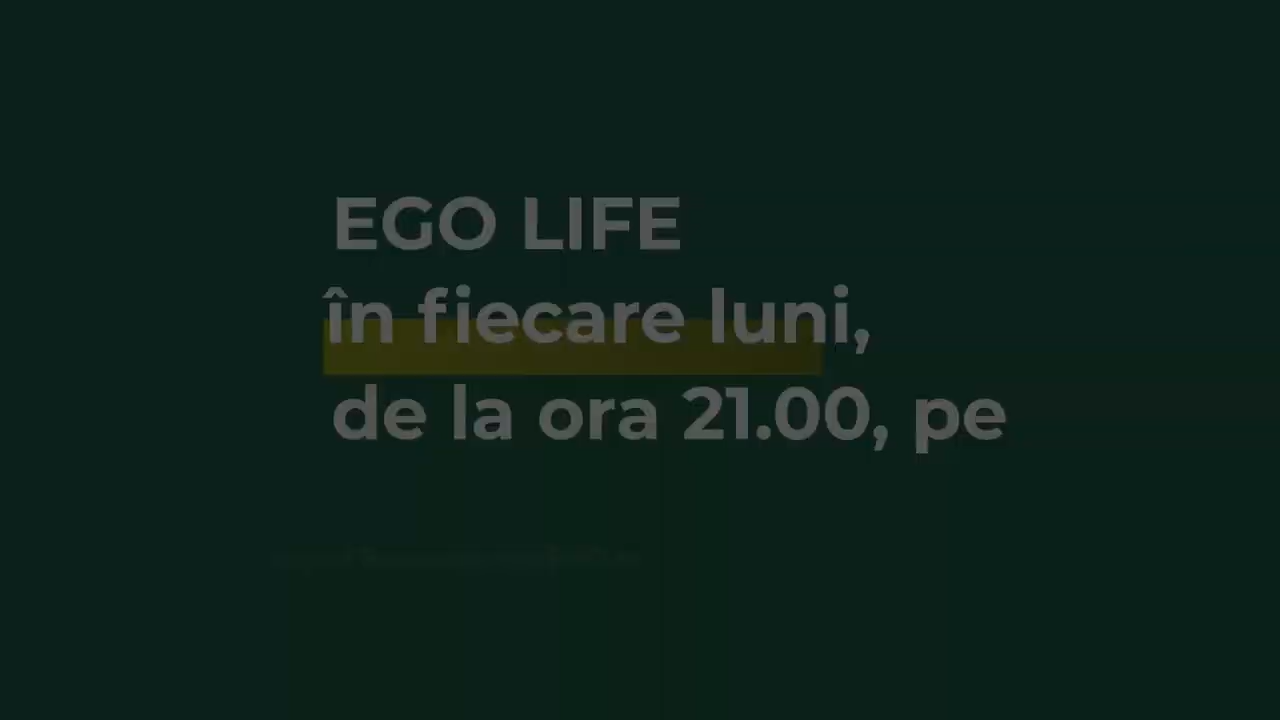 EGO LIFE
în fiecare luni,
de la ora 21.00, pe